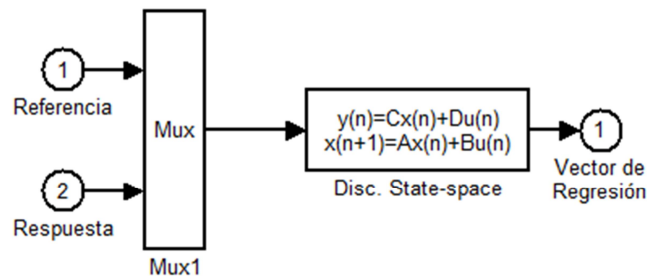 1
Referencia
2
Respuesta
Mux
Mux1
y(n)=Cx(n)+Du(n)
x(n+1)=Ax(n)+Bu(n)
Disc. State-space
1
Vector de
Regresión